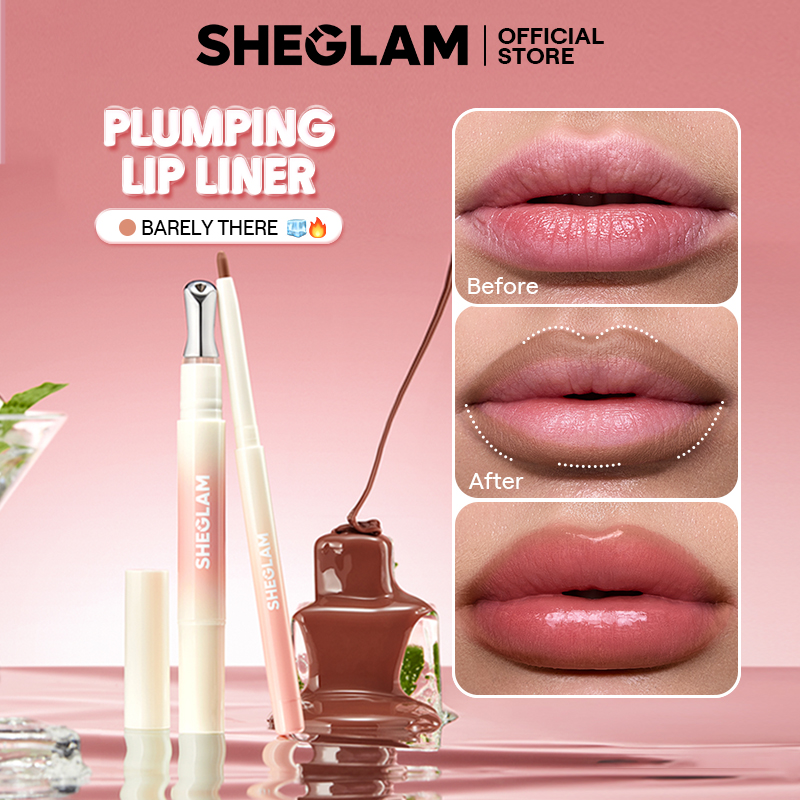 SHEGLAM
OFFICIAL
STORE
PLUMPING
LIP LINER
BARELY THERE
Before
After
SHEGLAM
SHEGLAM